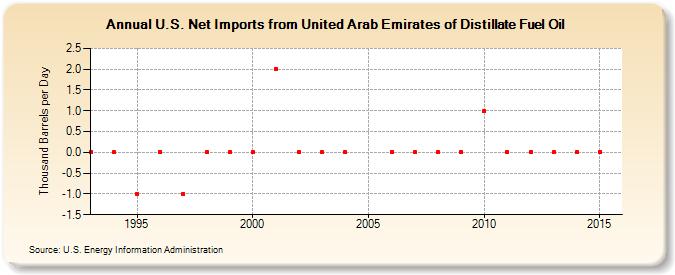 Annual U.S. Net Imports from United Arab Emirates of Distillate Fuel Oil
Thousand Barrels per Day
2.5
2.0
1.5
1.0
0.5
0.0
-0.5
-1.0
-1.5
1995 2000 2005 2010 2015
Source: U.S. Energy Information Administration